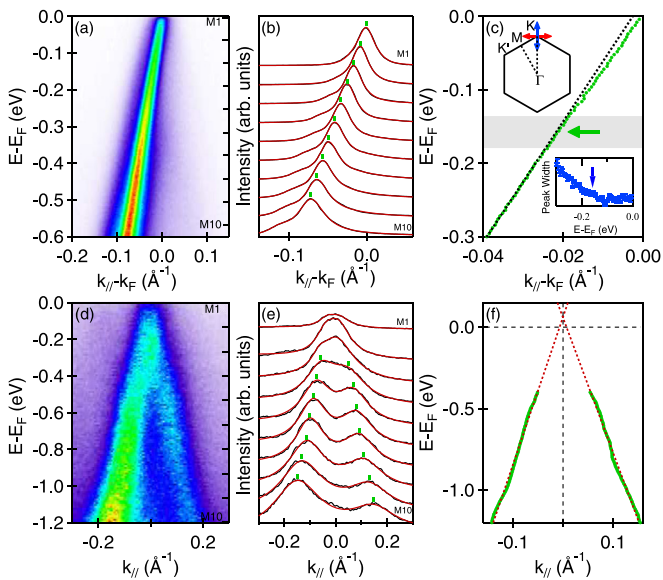 (a)
M1
M10
0.0
-0.1
-0.2
-0.3
-0.4
-0.5
-0.6
E-E_F (eV)
-0.2 -0.1 0.0 0.1
k_//-k_F (Å⁻¹)
(b)
M1
M10
Intensity (arb. units)
-0.1 0.0
k_//-k_F (Å⁻¹)
(c)
K
M
K'
Γ
0.0
-0.1
-0.2
-0.3
E-E_F (eV)
Peak Width
-0.2 0.0
E-E_F (eV)
-0.04 -0.03 -0.02 -0.01 0.00
k_//-k_F (Å⁻¹)
(d)
M1
M10
0.0
-0.2
-0.4
-0.6
-0.8
-1.0
-1.2
E-E_F (eV)
-0.2 0.0 0.2
k_// (Å⁻¹)
(e)
M1
M10
Intensity (arb. units)
-0.2 0.0 0.2
k_// (Å⁻¹)
(f)
0.0
-0.5
-1.0
E-E_F (eV)
-0.1 0.0 0.1
k_// (Å⁻¹)